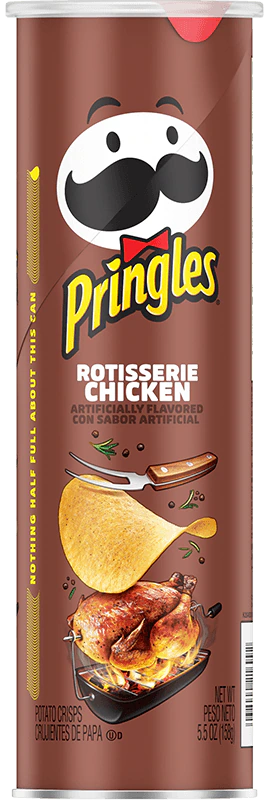 Pringles
ROTISSERIE
CHICKEN
ARTIFICIALLY FLAVORED
CON SABOR ARTIFICIAL
NOTHING HALF FULL ABOUT THIS CAN
POTATO CRISPS
CRUJIENTES DE PAPA Ⓤ D
NET WT
PESO NETO
5.5 OZ (158g)